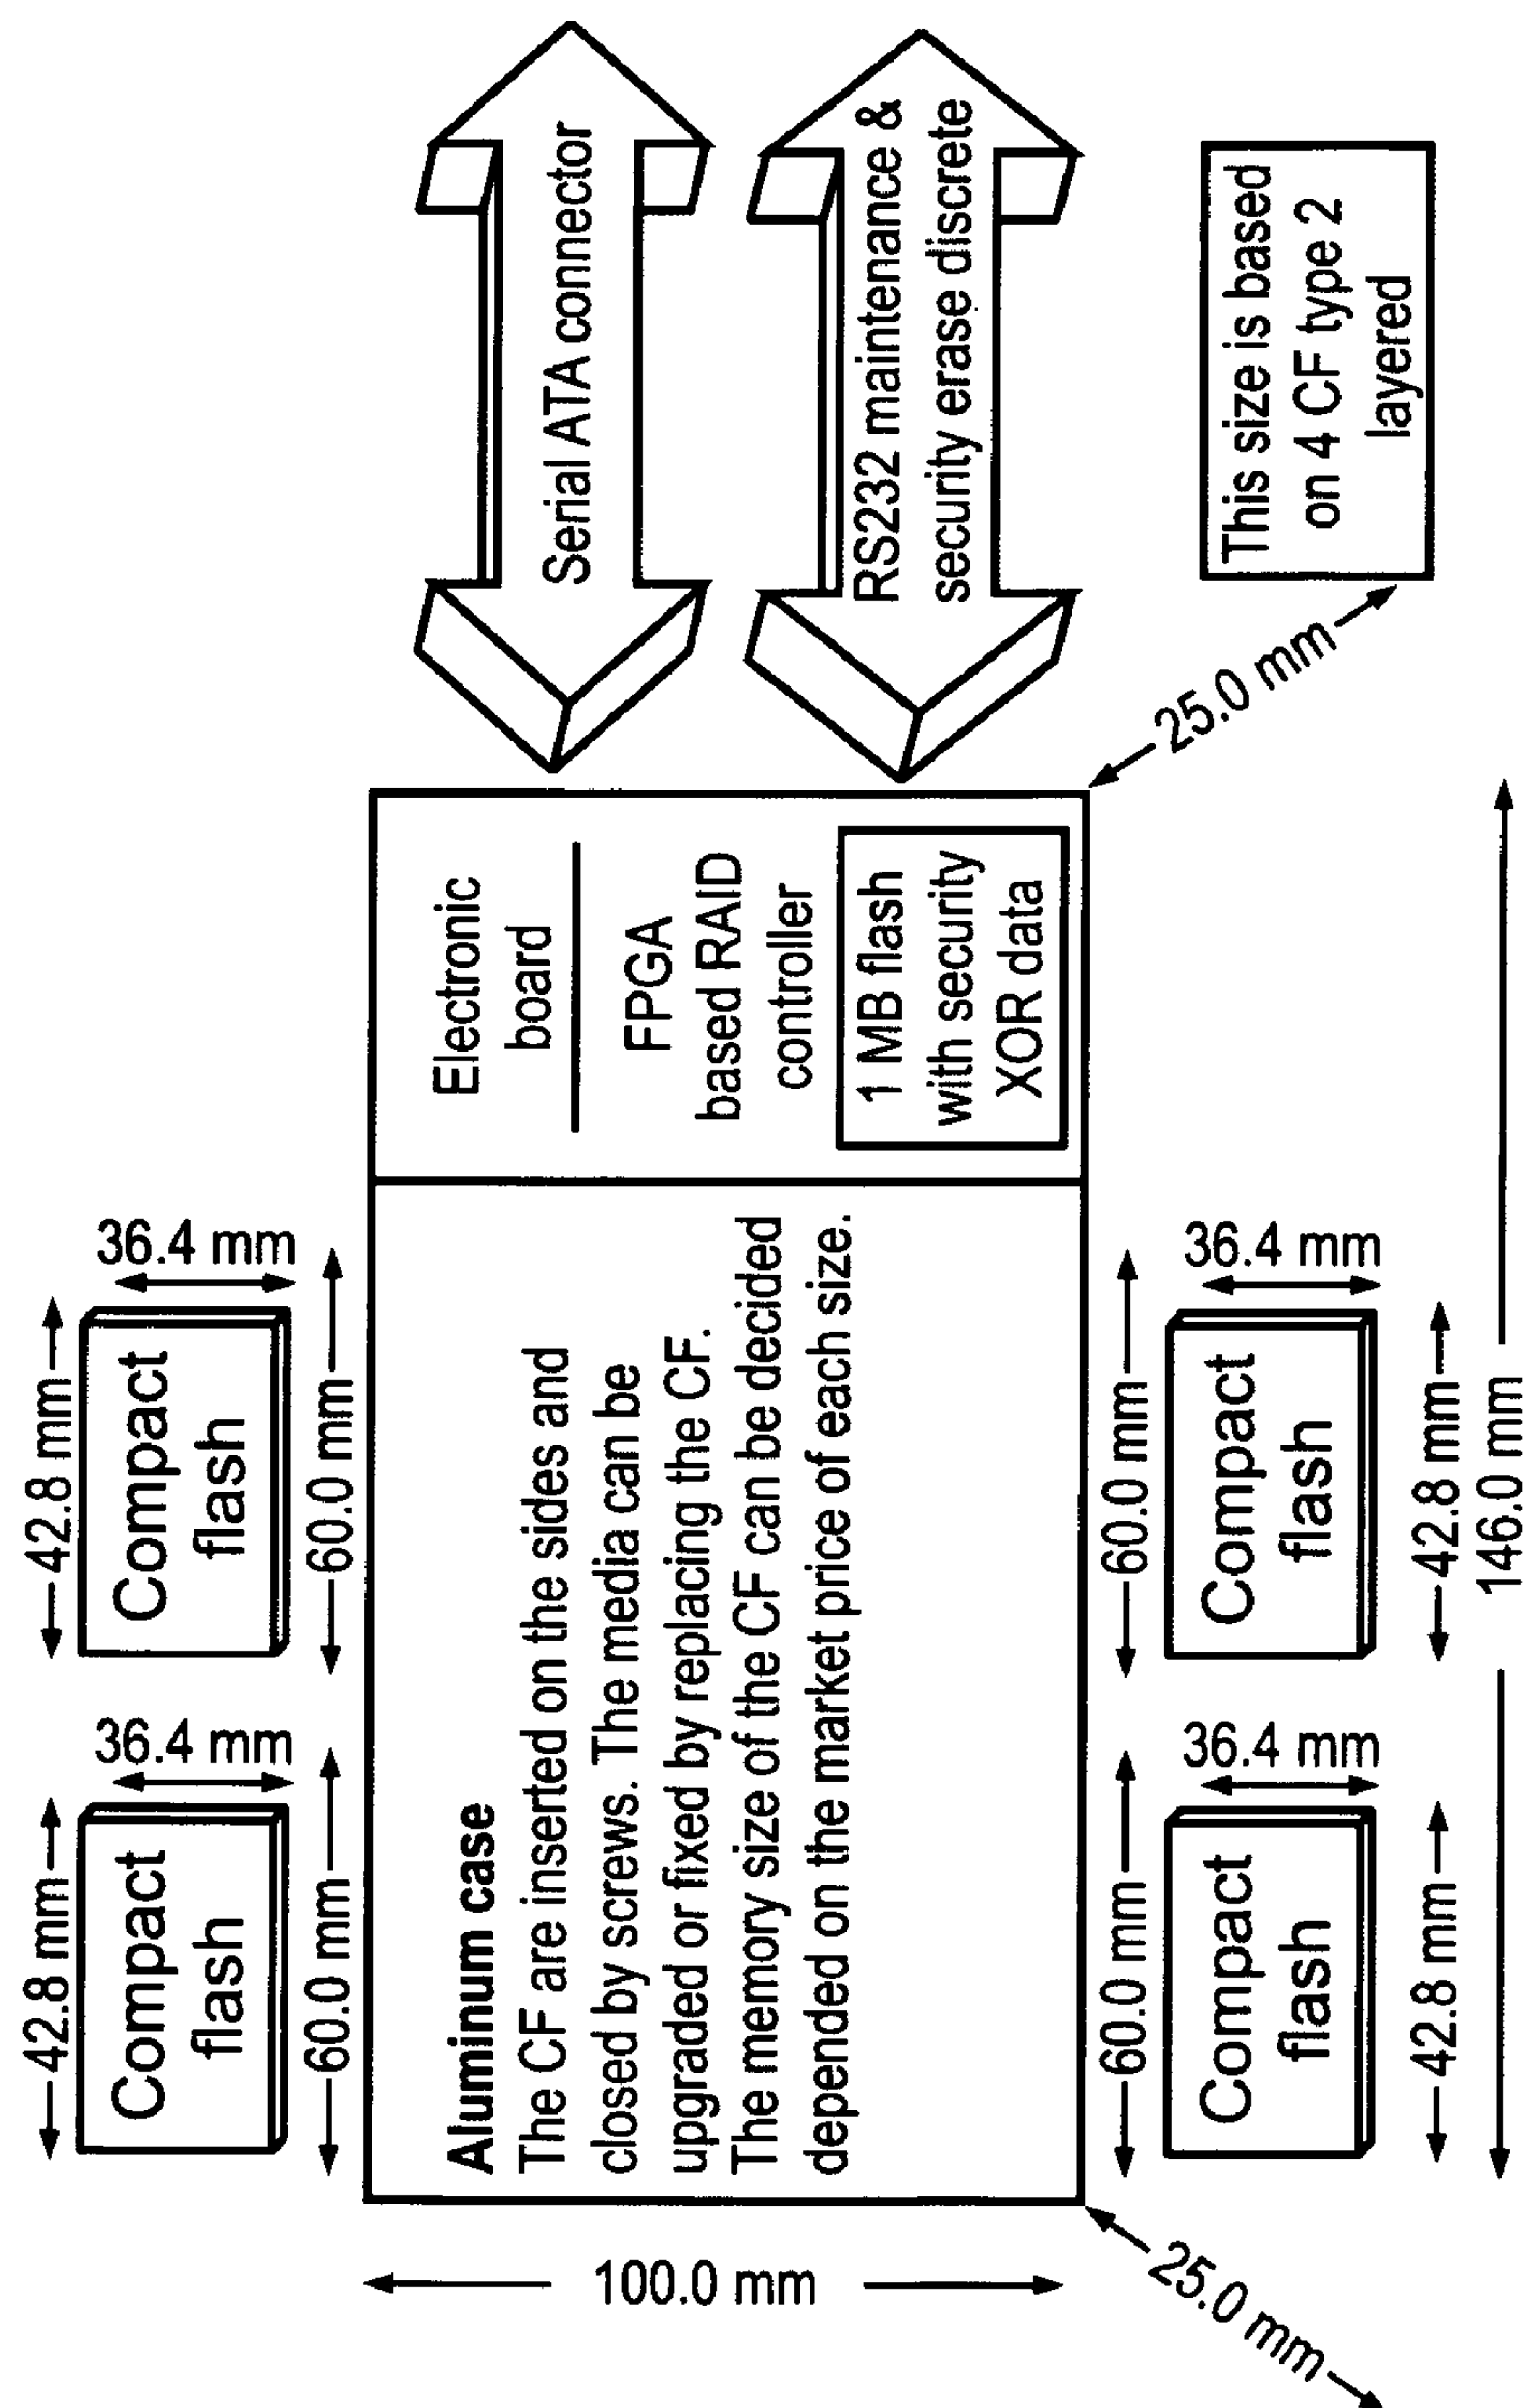 42.8 mm
42.8 mm
Compact
flash
36.4 mm
Compact
flash
36.4 mm
60.0 mm
60.0 mm
Aluminum case
The CF are inserted on the sides and
closed by screws. The media can be
upgraded or fixed by replacing the CF.
The memory size of the CF can be decided
depended on the market price of each size.
Electronic
board
FPGA
based RAID
controller
1 MB flash
with security
XOR data
Serial ATA connector
RS232 maintenance &
security erase discrete
100.0 mm
25.0 mm
25.0 mm
This size is based
on 4 CF type 2
layered
60.0 mm
60.0 mm
Compact
flash
36.4 mm
Compact
flash
36.4 mm
42.8 mm
42.8 mm
146.0 mm